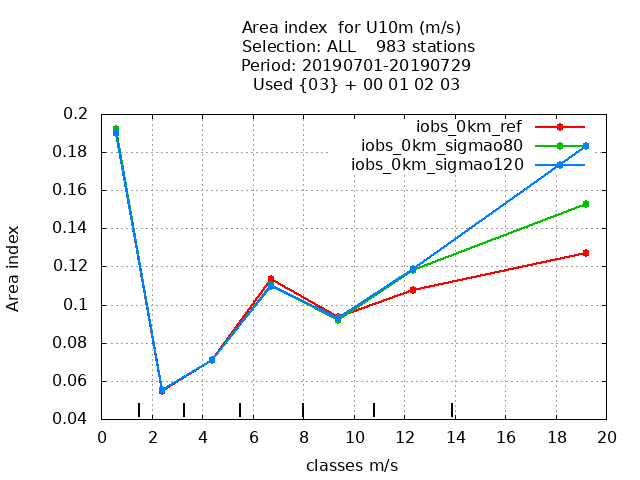 Area index  for U10m (m/s)
Selection: ALL    983 stations
Period: 20190701-20190729
Used {03} + 00 01 02 03
iobs_0km_ref
iobs_0km_sigmao80
iobs_0km_sigmao120
Area index
0.2
0.18
0.16
0.14
0.12
0.1
0.08
0.06
0.04
0 2 4 6 8 10 12 14 16 18 20
classes m/s